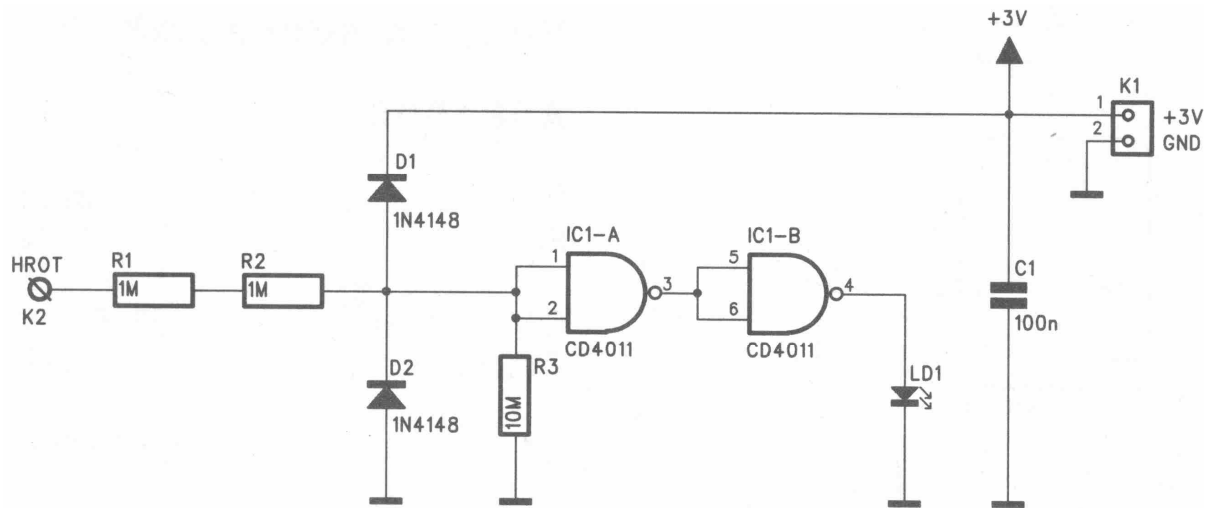 +3V
K1
1
+3V
2
GND
D1
1N4148
IC1-A
IC1-B
HROT
R1
R2
1M
1M
K2
1
2
3
5
6
4
CD4011
CD4011
C1
100n
D2
1N4148
R3
10M
LD1